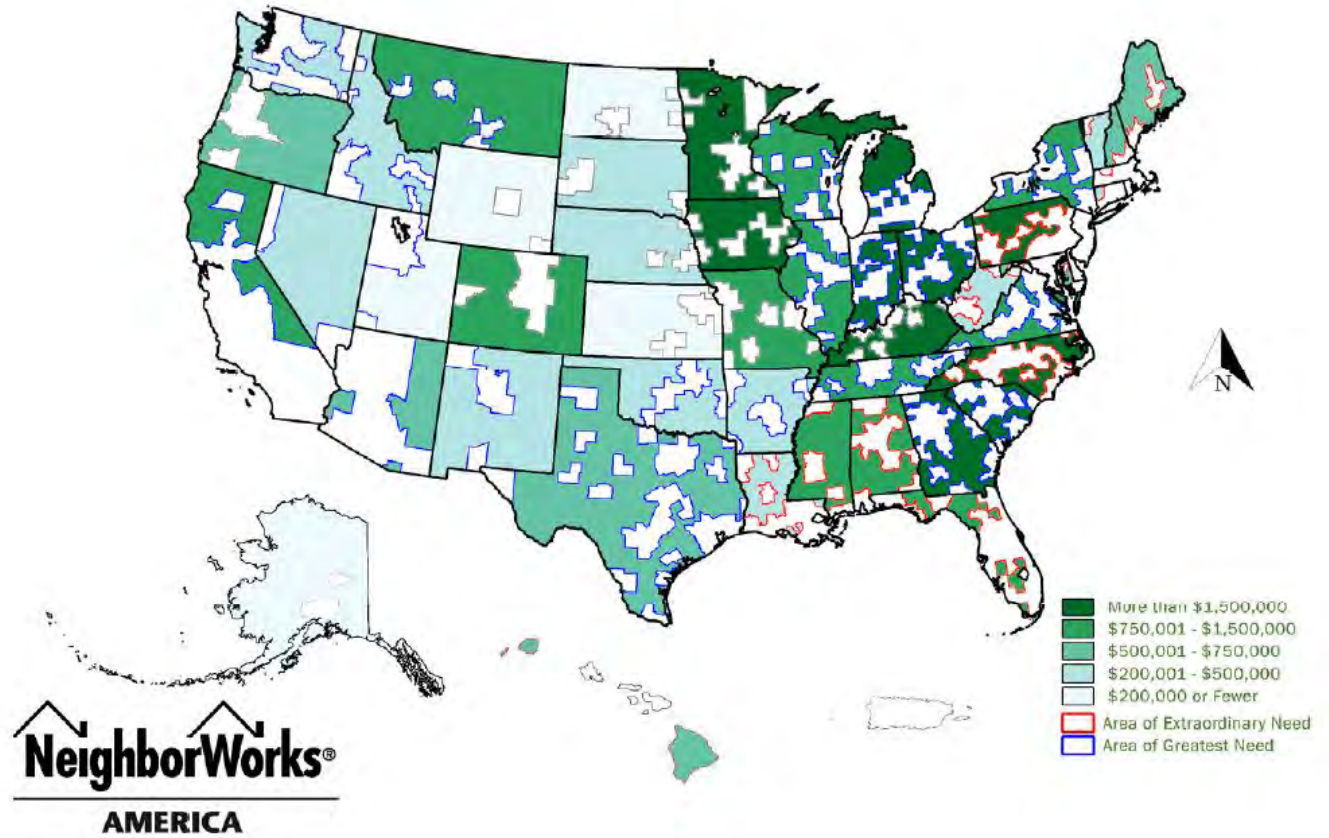 N
More than $1,500,000
$750,001 - $1,500,000
$500,001 - $750,000
$200,001 - $500,000
$200,000 or Fewer
Area of Extraordinary Need
Area of Greatest Need
NeighborWorks®
AMERICA